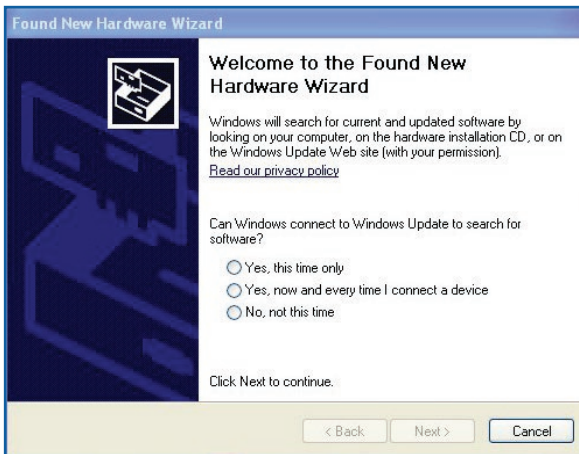 Found New Hardware Wizard
Welcome to the Found New
Hardware Wizard
Windows will search for current and updated software by
looking on your computer, on the hardware installation CD, or on
the Windows Update Web site (with your permission).
Read our privacy policy
Can Windows connect to Windows Update to search for
software?
Yes, this time only
Yes, now and every time I connect a device
No, not this time
Click Next to continue.
< Back
Next >
Cancel